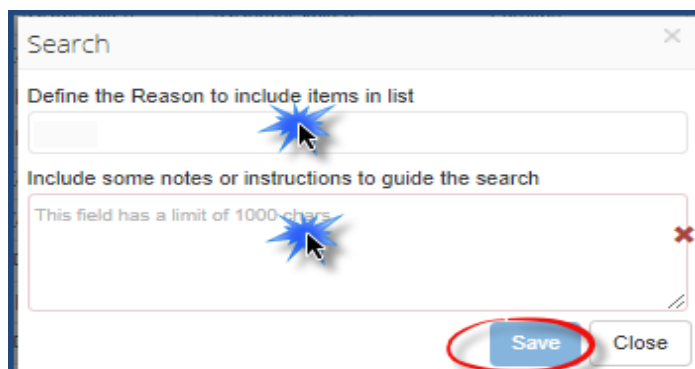 Search
Define the Reason to include items in list
Include some notes or instructions to guide the search
This field has a limit of 1000 chars
Save
Close